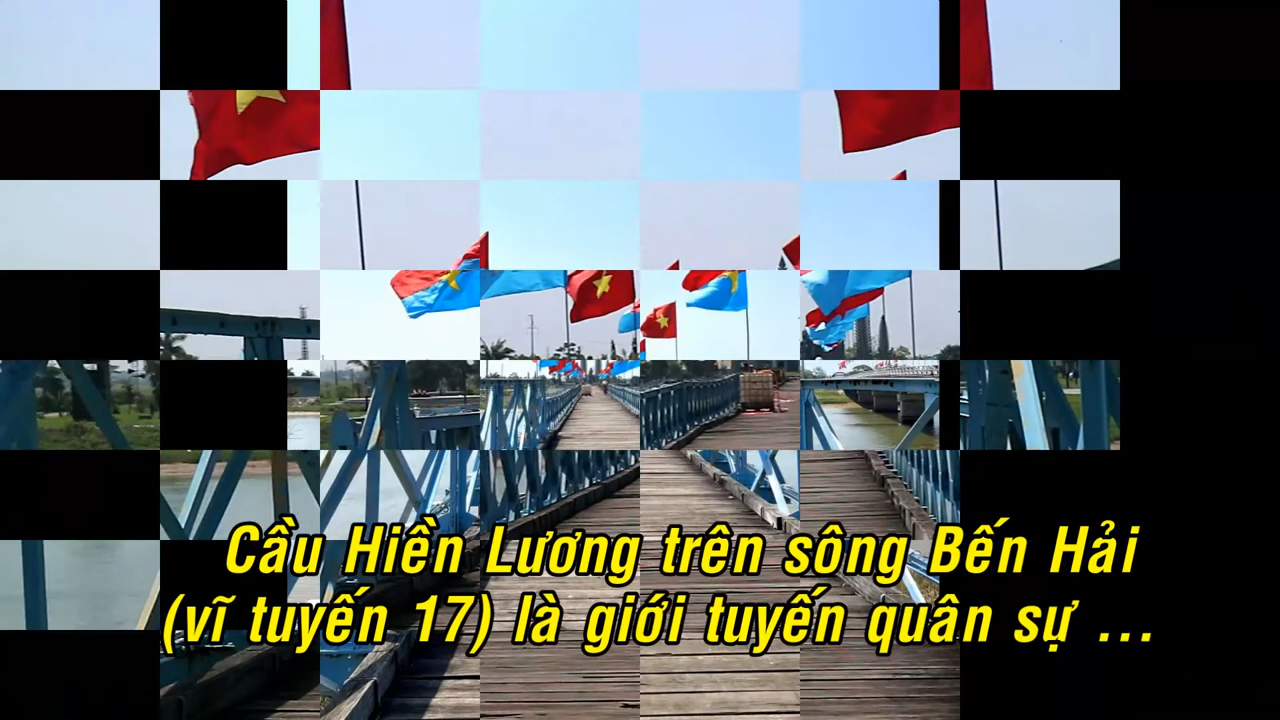 Cầu Hiền Lương trên sông Bến Hải
(vĩ tuyến 17) là giới tuyến quân sự ...